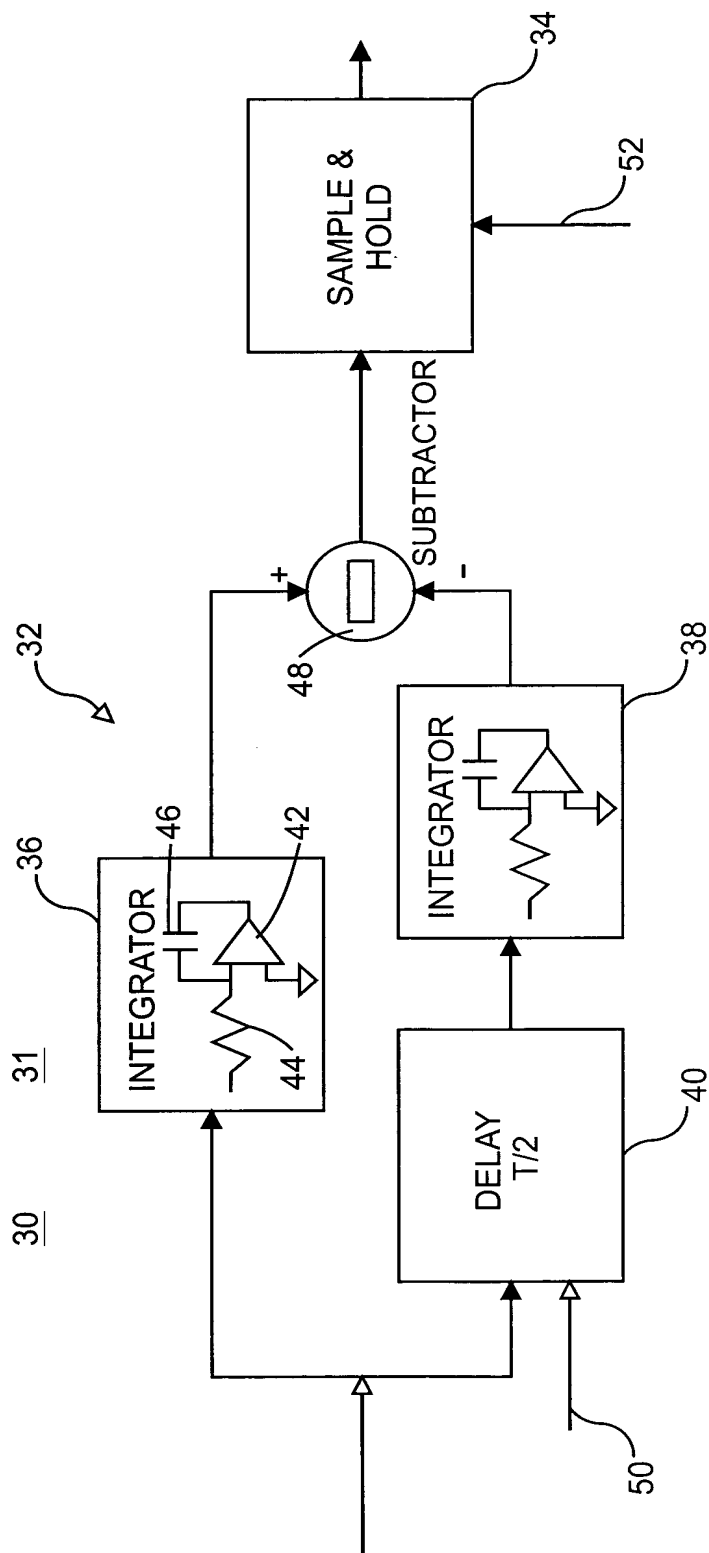 30
31
32
36
INTEGRATOR
46
44
42
+
48
SUBTRACTOR
-
SAMPLE &
HOLD
34
52
DELAY
T/2
40
INTEGRATOR
38
50